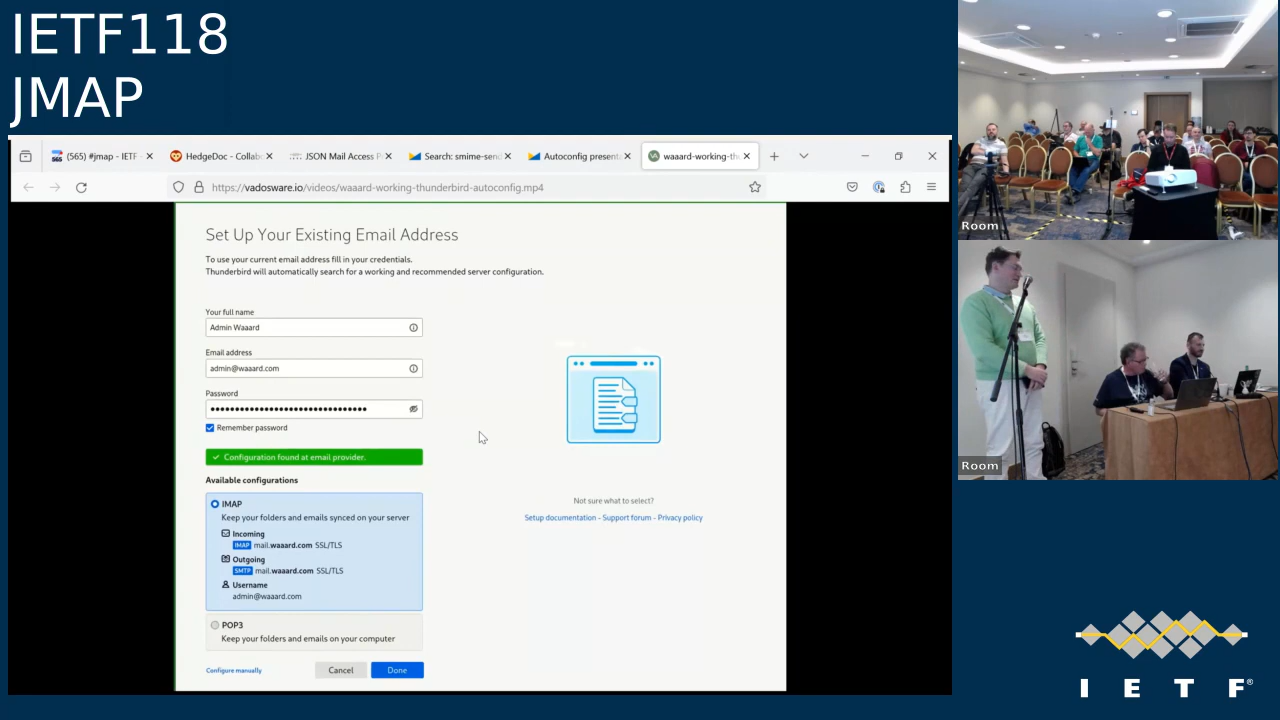 IETF118
JMAP
(565) #jmap - IETF -
HedgeDoc - Collab
JSON Mail Access P
Search: smime-send
Autoconfig present
waaard-working-th
https://vadosware.io/videos/waaard-working-thunderbird-autoconfig.mp4
Set Up Your Existing Email Address
To use your current email address fill in your credentials.
Thunderbird will automatically search for a working and recommended server configuration.
Your full name
Admin Waaard
Email address
admin@waaard.com
Password
Remember password
Configuration found at email provider.
Available configurations
IMAP
Keep your folders and emails synced on your server
Incoming
IMAP mail.waaard.com SSL/TLS
Outgoing
SMTP mail.waaard.com SSL/TLS
Username
admin@waaard.com
POP3
Keep your folders and emails on your computer
Configure manually
Cancel
Done
Not sure what to select?
Setup documentation - Support forum - Privacy policy
Room
Room
I E T F®